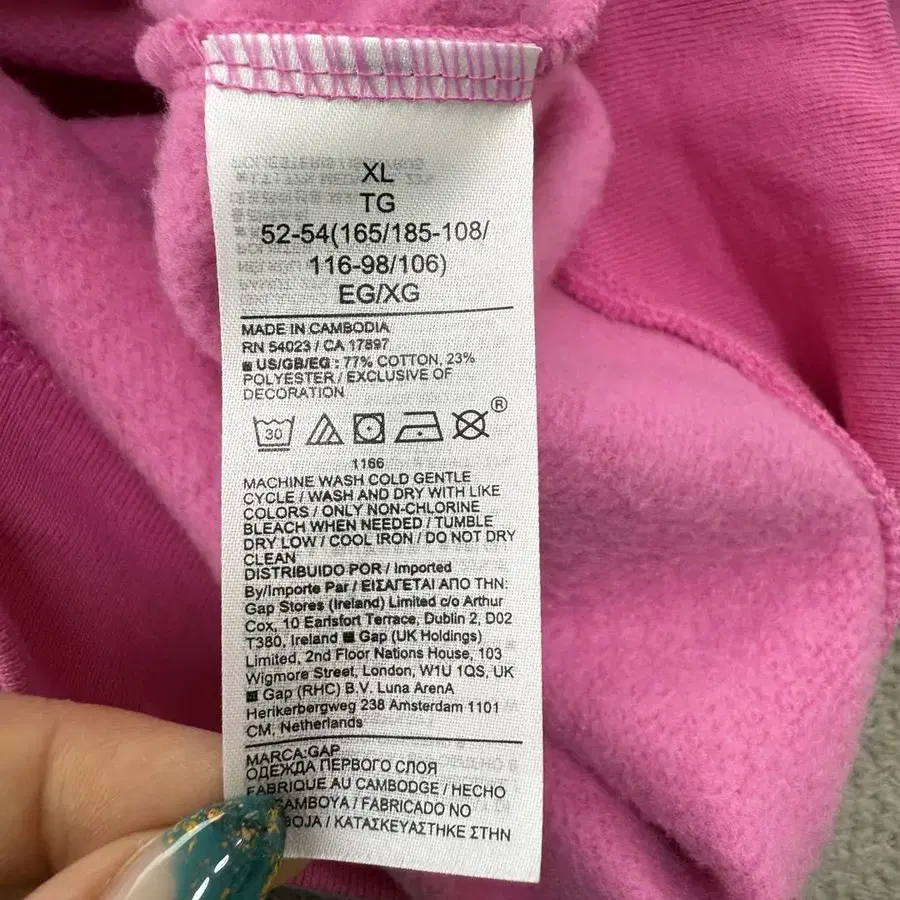 XL
TG
52-54(165/185-108/
116-98/106)
EG/XG
MADE IN CAMBODIA
RN 54023 / CA 17897
■ US/GB/EG : 77% COTTON, 23%
POLYESTER / EXCLUSIVE OF
DECORATION
30 ®
1166
MACHINE WASH COLD GENTLE
CYCLE / WASH AND DRY WITH LIKE
COLORS / ONLY NON-CHLORINE
BLEACH WHEN NEEDED / TUMBLE
DRY LOW / COOL IRON / DO NOT DRY
CLEAN
DISTRIBUIDO POR / Imported
By/Importe Par / ΕΙΣΑΓΕΤΑΙ ΑΠΟ ΤΗΝ:
Gap Stores (Ireland) Limited c/o Arthur
Cox, 10 Earlsfort Terrace, Dublin 2, D02
T380, Ireland ■ Gap (UK Holdings)
Limited, 2nd Floor Nations House, 103
Wigmore Street, London, W1U 1QS, UK
■ Gap (RHC) B.V. Luna ArenA
Herikerbergweg 238 Amsterdam 1101
CM, Netherlands
MARCA:GAP
ОДЕЖДА ПЕРВОГО СЛОЯ
FABRIQUE AU CAMBODGE / HECHO
CAMBOYA / FABRICADO NO
ΚΑΤΑΣΚΕΥΑΣΤΗΚΕ ΣΤΗΝ